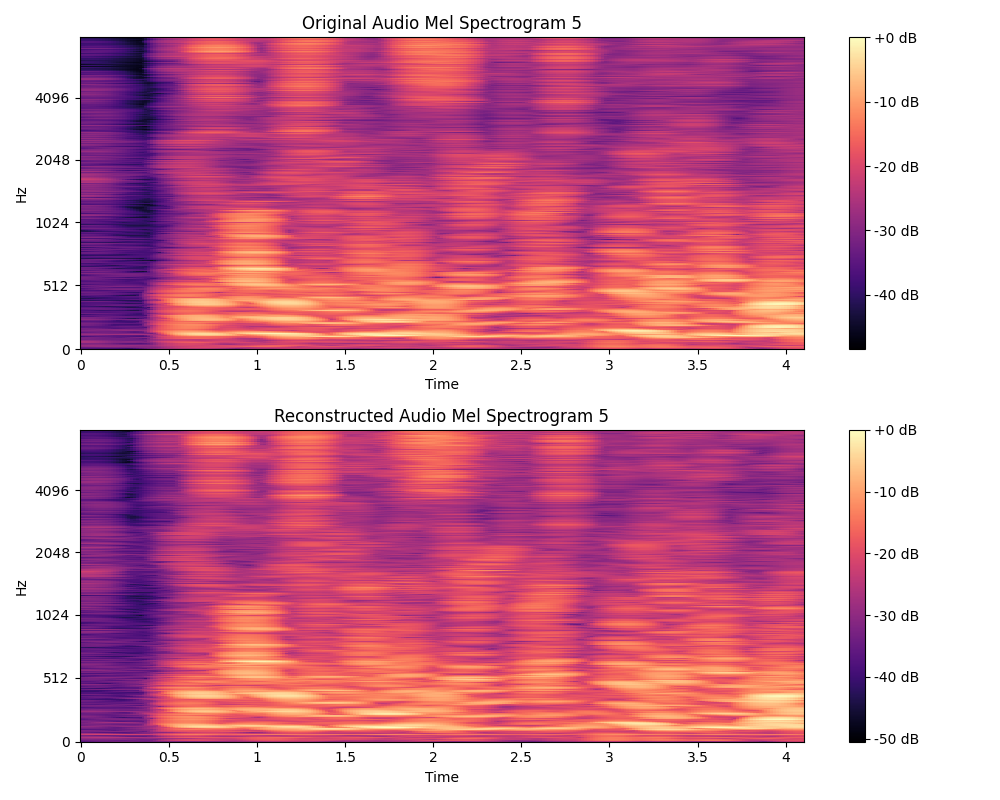 Original Audio Mel Spectrogram 5
+0 dB
-10 dB
-20 dB
-30 dB
-40 dB
4096
2048
1024
512
0
Hz
0 0.5 1 1.5 2 2.5 3 3.5 4
Time
Reconstructed Audio Mel Spectrogram 5
+0 dB
-10 dB
-20 dB
-30 dB
-40 dB
-50 dB
4096
2048
1024
512
0
Hz
0 0.5 1 1.5 2 2.5 3 3.5 4
Time